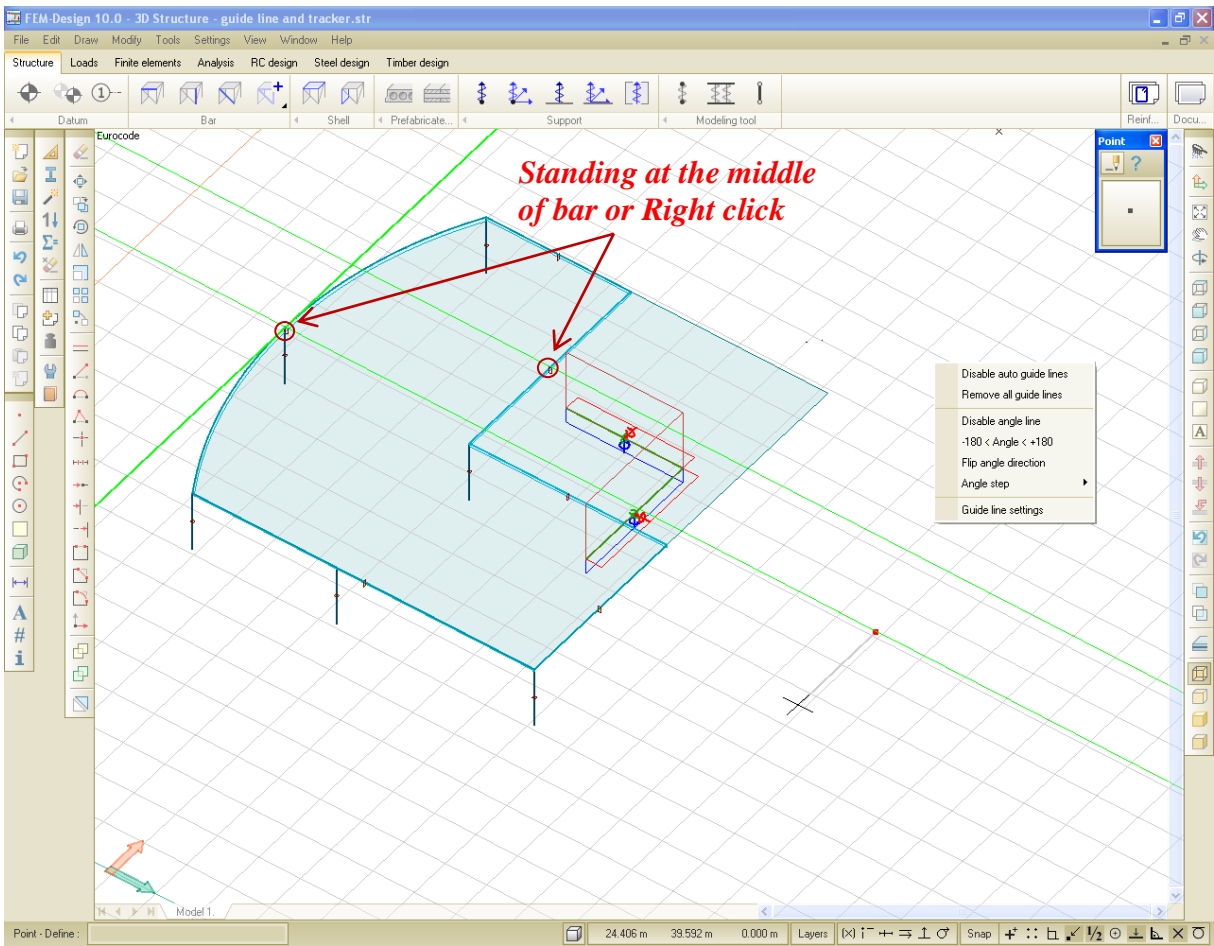 FEM-Design 10.0 - 3D Structure - guide line and tracker.str
File Edit Draw Modify Tools Settings View Window Help
Structure Loads Finite elements Analysis RC design Steel design Timber design
Datum Bar Shell Prefabricate... Support Modeling tool Reinf... Docu...
Eurocode
Point
Standing at the middle
of bar or Right click
Disable auto guide lines
Remove all guide lines
Disable angle line
-180 < Angle < +180
Flip angle direction
Angle step
Guide line settings
Model 1.
Point - Define : 24.406 m 39.592 m 0.000 m Layers Snap